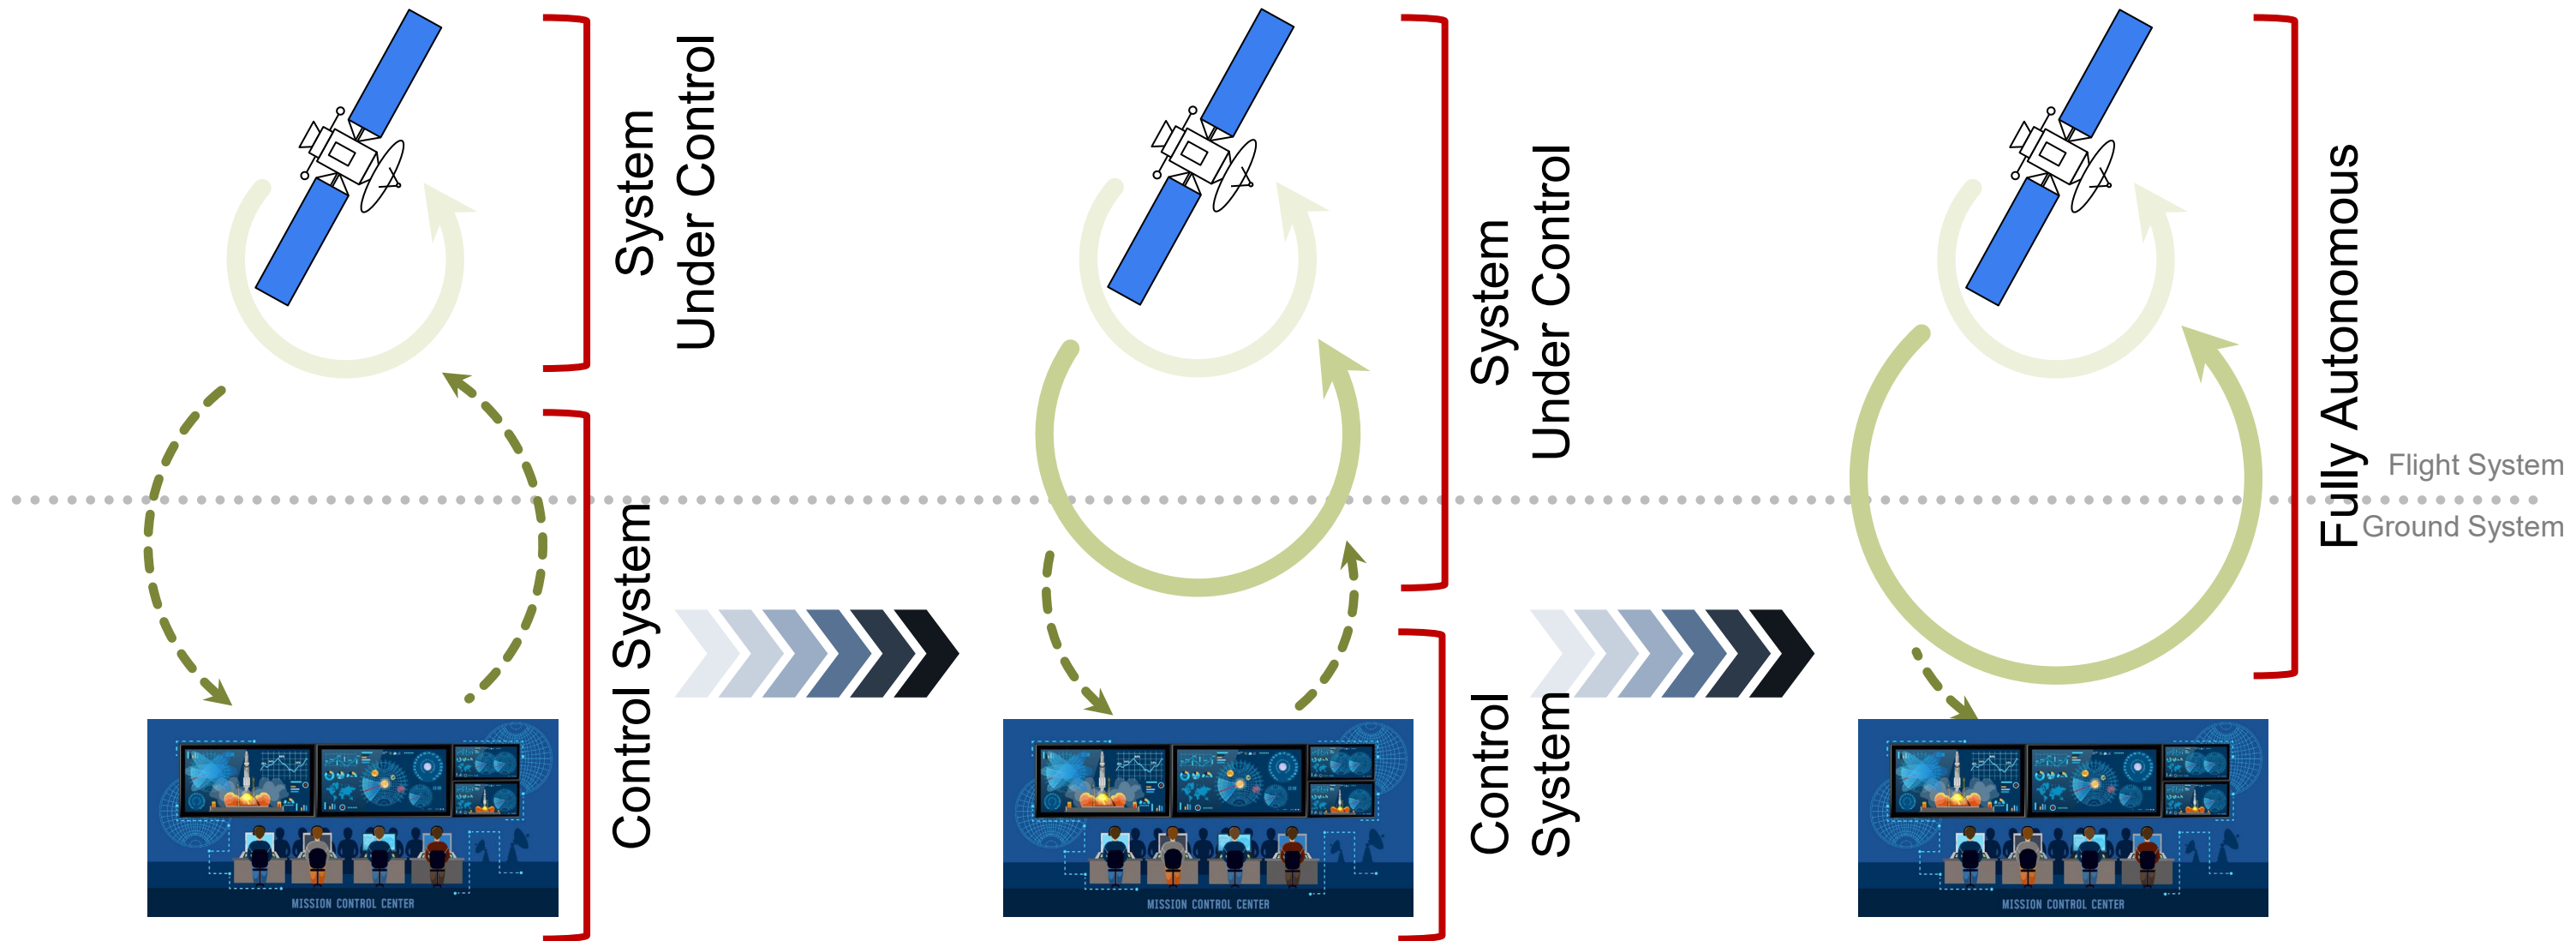 System
Under Control
Control System
MISSION CONTROL CENTER
System
Under Control
Control
System
MISSION CONTROL CENTER
Fully Autonomous
Flight System
Ground System
MISSION CONTROL CENTER